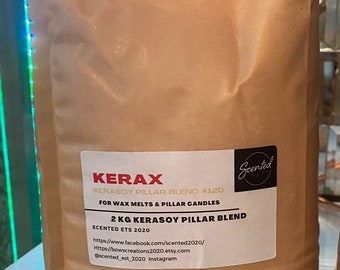 KERAX
KERASOY PILLAR BLEND 4120
Scented
FOR WAX MELTS & PILLAR CANDLES
2 KG KERASOY PILLAR BLEND
SCENTED ETS 2020
https://www.facebook.com/scented2020/
Https://bowscreations2020.etsy.com
@scented_est_2020 Instagram